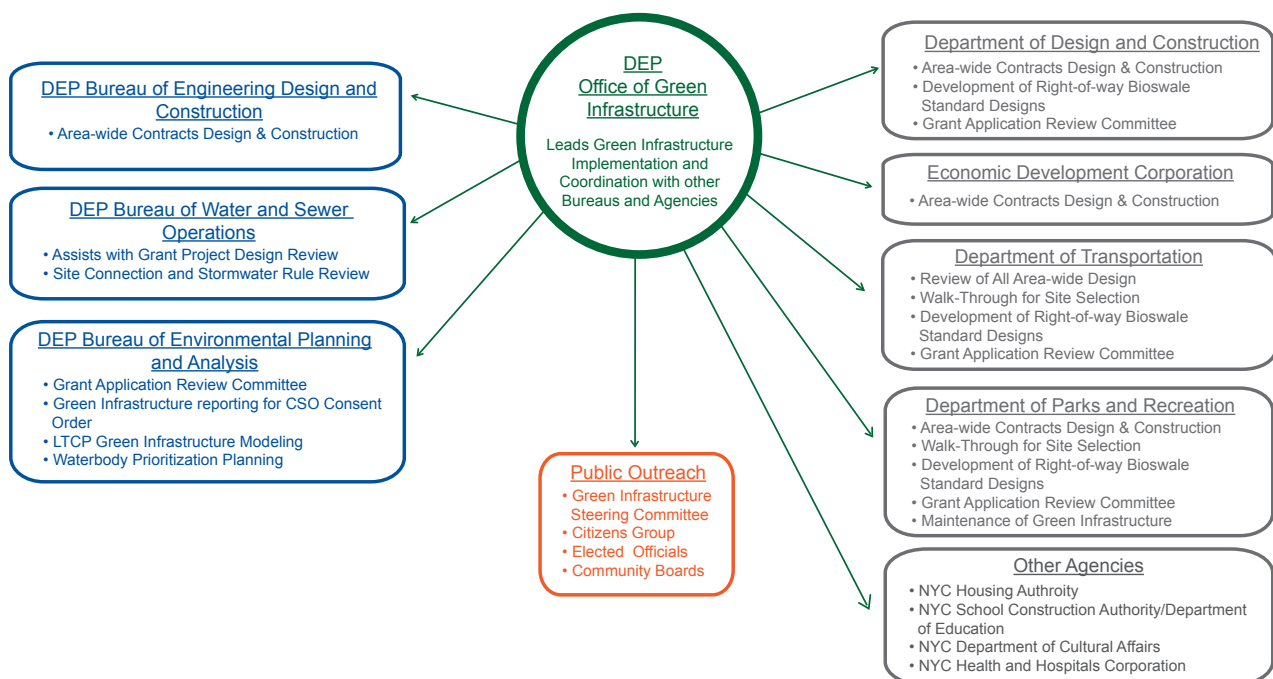 DEP
Office of Green
Infrastructure
Leads Green Infrastructure
Implementation and
Coordination with other
Bureaus and Agencies
DEP Bureau of Engineering Design and
Construction
• Area-wide Contracts Design & Construction
DEP Bureau of Water and Sewer
Operations
• Assists with Grant Project Design Review
• Site Connection and Stormwater Rule Review
DEP Bureau of Environmental Planning
and Analysis
• Grant Application Review Committee
• Green Infrastructure reporting for CSO Consent
Order
• LTCP Green Infrastructure Modeling
• Waterbody Prioritization Planning
Public Outreach
• Green Infrastructure
Steering Committee
• Citizens Group
• Elected Officials
• Community Boards
Department of Design and Construction
• Area-wide Contracts Design & Construction
• Development of Right-of-way Bioswale
Standard Designs
• Grant Application Review Committee
Economic Development Corporation
• Area-wide Contracts Design & Construction
Department of Transportation
• Review of All Area-wide Design
• Walk-Through for Site Selection
• Development of Right-of-way Bioswale
Standard Designs
• Grant Application Review Committee
Department of Parks and Recreation
• Area-wide Contracts Design & Construction
• Walk-Through for Site Selection
• Development of Right-of-way Bioswale
Standard Designs
• Grant Application Review Committee
• Maintenance of Green Infrastructure
Other Agencies
• NYC Housing Authroity
• NYC School Construction Authority/Department
of Education
• NYC Department of Cultural Affairs
• NYC Health and Hospitals Corporation